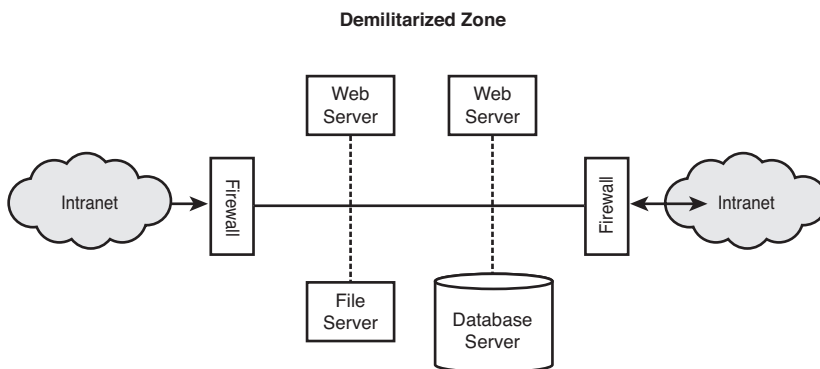 Demilitarized Zone
Web
Server
Web
Server
Intranet
Firewall
Firewall
Intranet
File
Server
Database
Server